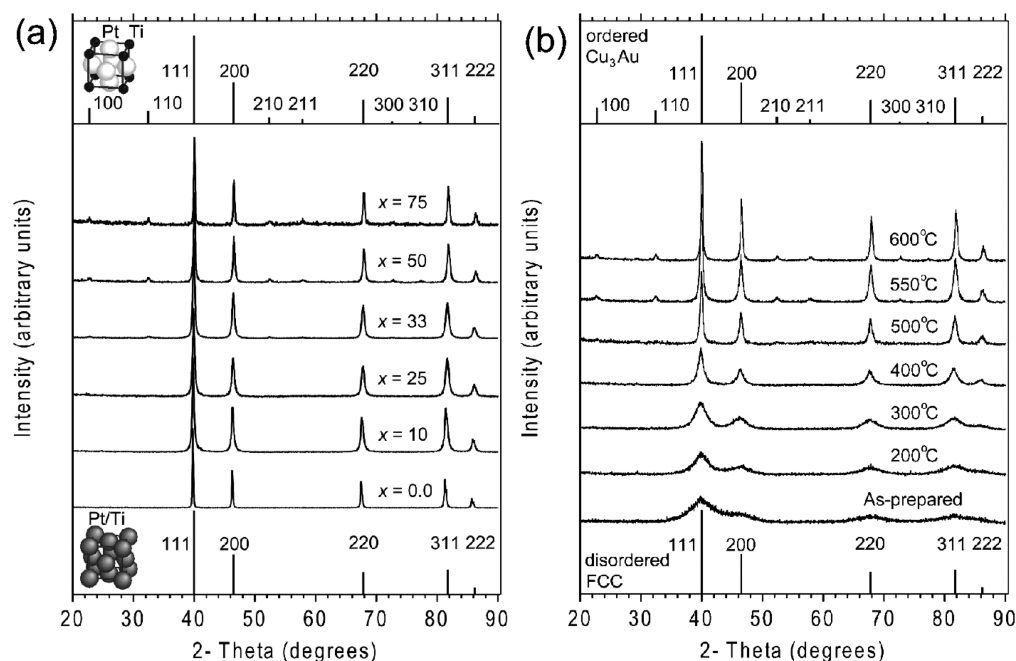 (a)
Pt Ti
111
200
220
311
222
100
110
210 211
300 310
x = 75
x = 50
x = 33
x = 25
x = 10
x = 0.0
Pt/Ti
111
200
220
311 222
Intensity (arbitrary units)
20 30 40 50 60 70 80 90
2- Theta (degrees)
(b)
ordered
Cu₃Au
111
200
220
311
222
100
110
210 211
300 310
600°C
550°C
500°C
400°C
300°C
200°C
As-prepared
111
200
220
311 222
disordered
FCC
Intensity (arbitrary units)
20 30 40 50 60 70 80 90
2- Theta (degrees)